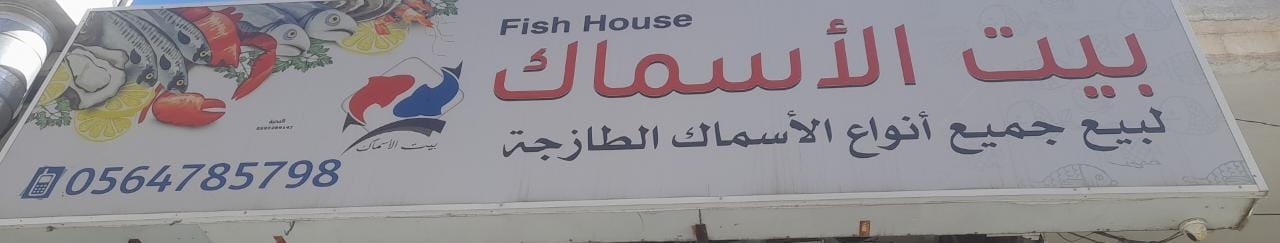 Fish House
بيت الأسماك
لبيع جميع أنواع الأسماك الطازجة
بيت الأسماك
0564785798